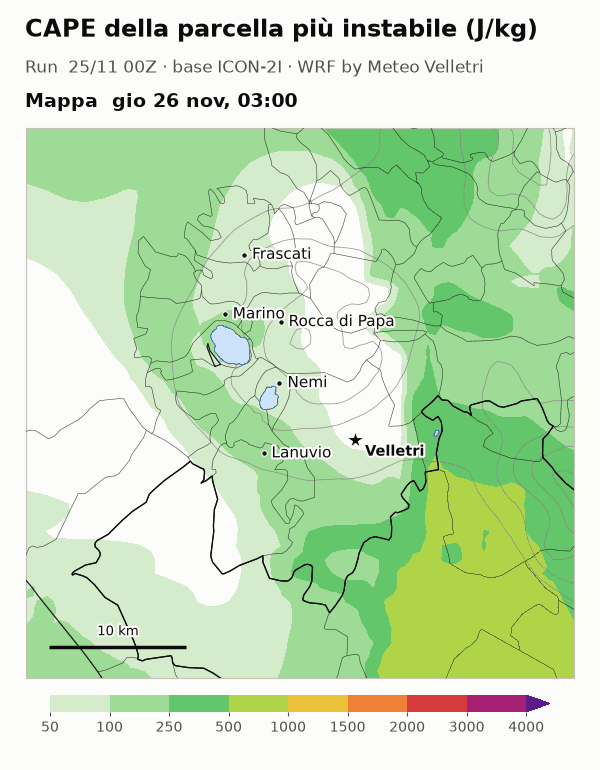 CAPE della parcella più instabile (J/kg)
Run  25/11 00Z · base ICON-2I · WRF by Meteo Velletri
Mappa  gio 26 nov, 03:00
Frascati
Marino
Rocca di Papa
Nemi
Velletri
Lanuvio
10 km
50 100 250 500 1000 1500 2000 3000 4000